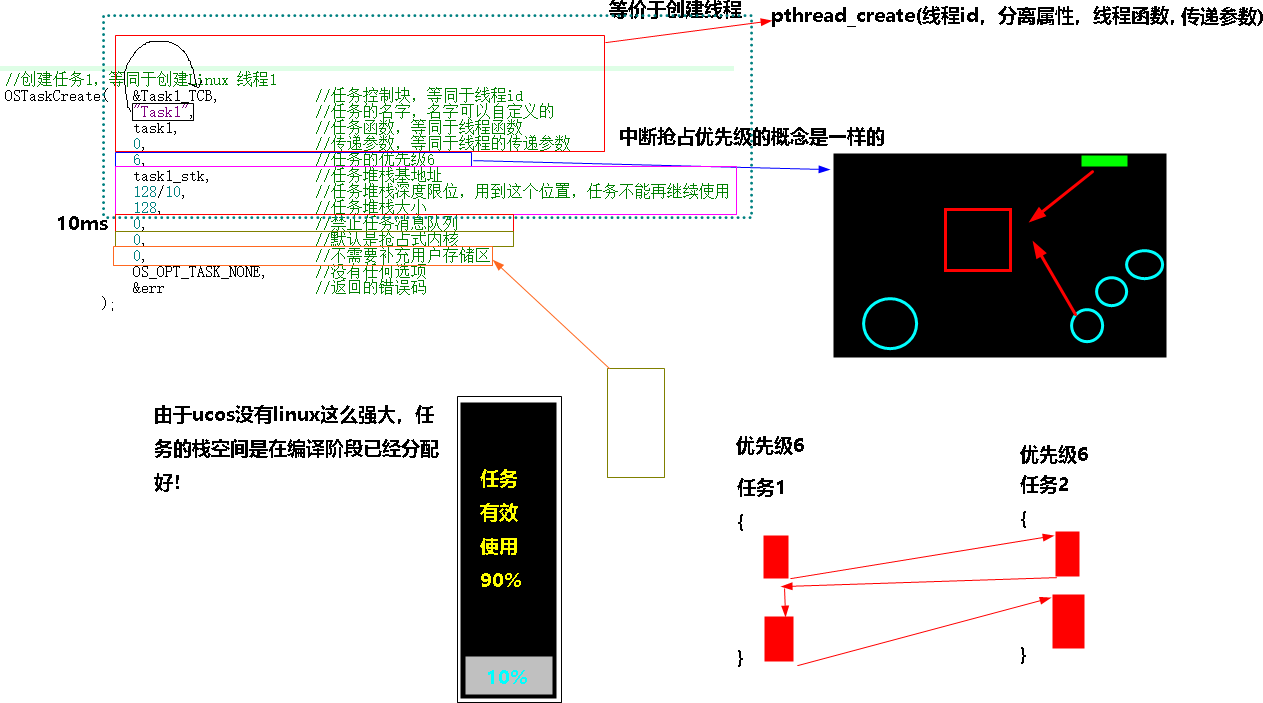 等价于创建线程
pthread_create(线程id，分离属性，线程函数，传递参数)
//创建任务1，等同于创建Linux 线程1
OSTaskCreate( &Task1_TCB, //任务控制块，等同于线程id
"Task1", //任务的名字，名字可以自定义的
task1, //任务函数，等同于线程函数
0, //传递参数，等同于线程的传递参数
6, //任务的优先级6
task1_stk, //任务堆栈基地址
128/10, //任务堆栈深度限位，用到这个位置，任务不能再继续使用
128, //任务堆栈大小
0, //禁止任务消息队列
0, //默认是抢占式内核
0, //不需要补充用户存储区
OS_OPT_TASK_NONE, //没有任何选项
&err //返回的错误码
);
10ms
中断抢占优先级的概念是一样的
由于ucos没有linux这么强大，任
务的栈空间是在编译阶段已经分配
好！
任务
有效
使用
90%
10%
优先级6
任务1
{
}
优先级6
任务2
{
}